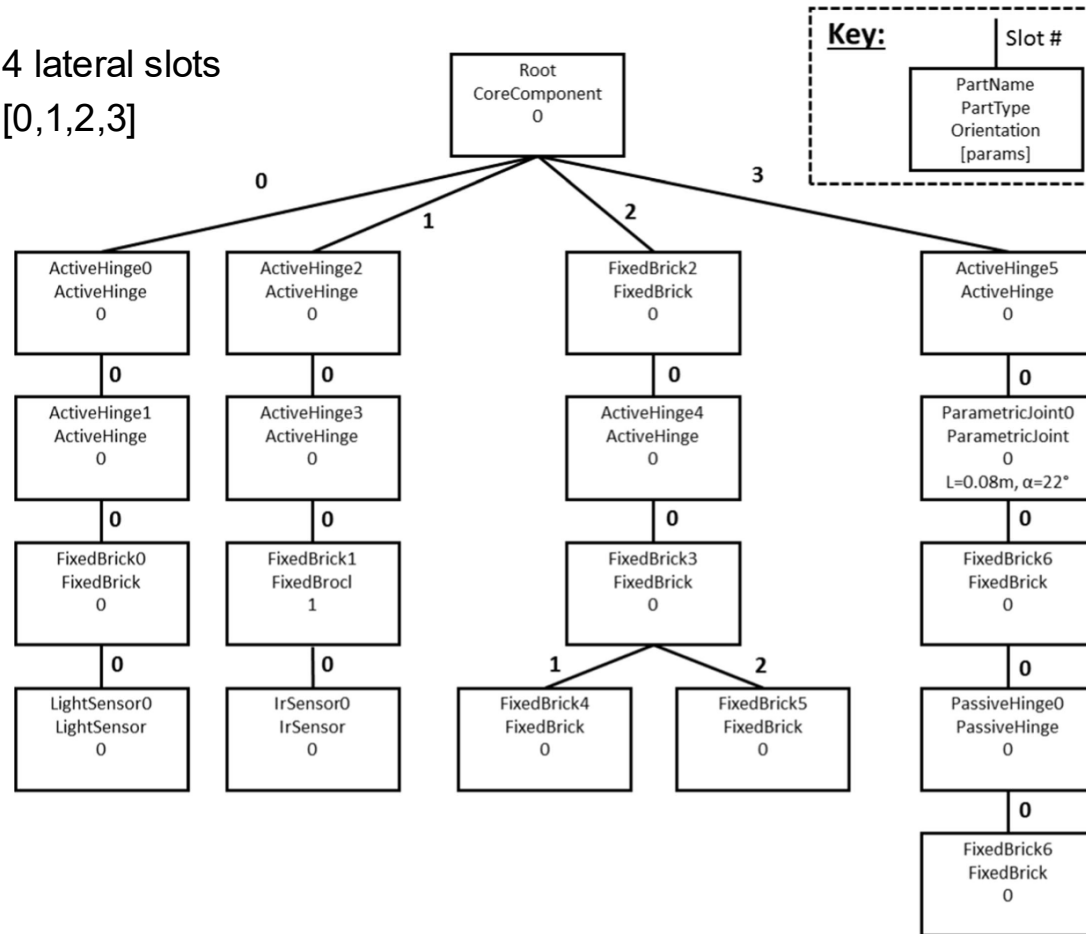 4 lateral slots
[0,1,2,3]
Key:
Slot #
PartName
PartType
Orientation
[params]
Root
CoreComponent
0
0
1
2
3
ActiveHinge0
ActiveHinge
0
ActiveHinge2
ActiveHinge
0
FixedBrick2
FixedBrick
0
ActiveHinge5
ActiveHinge
0
0
0
0
0
ActiveHinge1
ActiveHinge
0
ActiveHinge3
ActiveHinge
0
ActiveHinge4
ActiveHinge
0
ParametricJoint0
ParametricJoint
0
L=0.08m, α=22°
0
0
0
0
FixedBrick0
FixedBrick
0
FixedBrick1
FixedBrocl
1
FixedBrick3
FixedBrick
0
FixedBrick6
FixedBrick
0
0
0
1
2
0
LightSensor0
LightSensor
0
IrSensor0
IrSensor
0
FixedBrick4
FixedBrick
0
FixedBrick5
FixedBrick
0
PassiveHinge0
PassiveHinge
0
0
FixedBrick6
FixedBrick
0